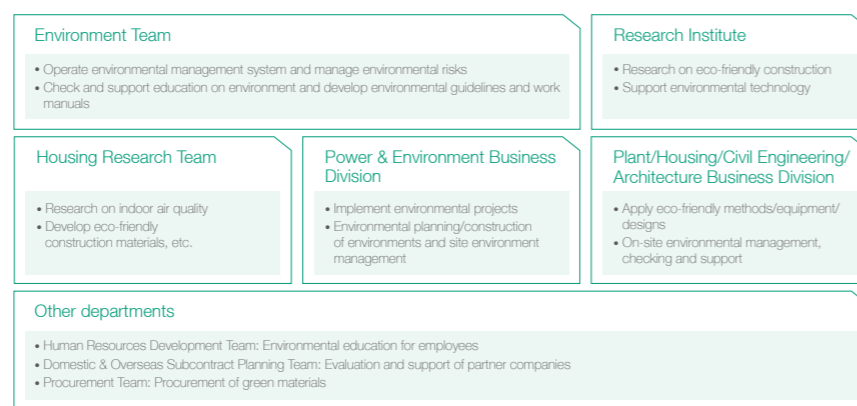 Environment Team
• Operate environmental management system and manage environmental risks
• Check and support education on environment and develop environmental guidelines and work
manuals
Research Institute
• Research on eco-friendly construction
• Support environmental technology
Housing Research Team
• Research on indoor air quality
• Develop eco-friendly
construction materials, etc.
Power & Environment Business
Division
• Implement environmental projects
• Environmental planning/construction
of environments and site environment
management
Plant/Housing/Civil Engineering/
Architecture Business Division
• Apply eco-friendly methods/equipment/
designs
• On-site environmental management,
checking and support
Other departments
• Human Resources Development Team: Environmental education for employees
• Domestic & Overseas Subcontract Planning Team: Evaluation and support of partner companies
• Procurement Team: Procurement of green materials